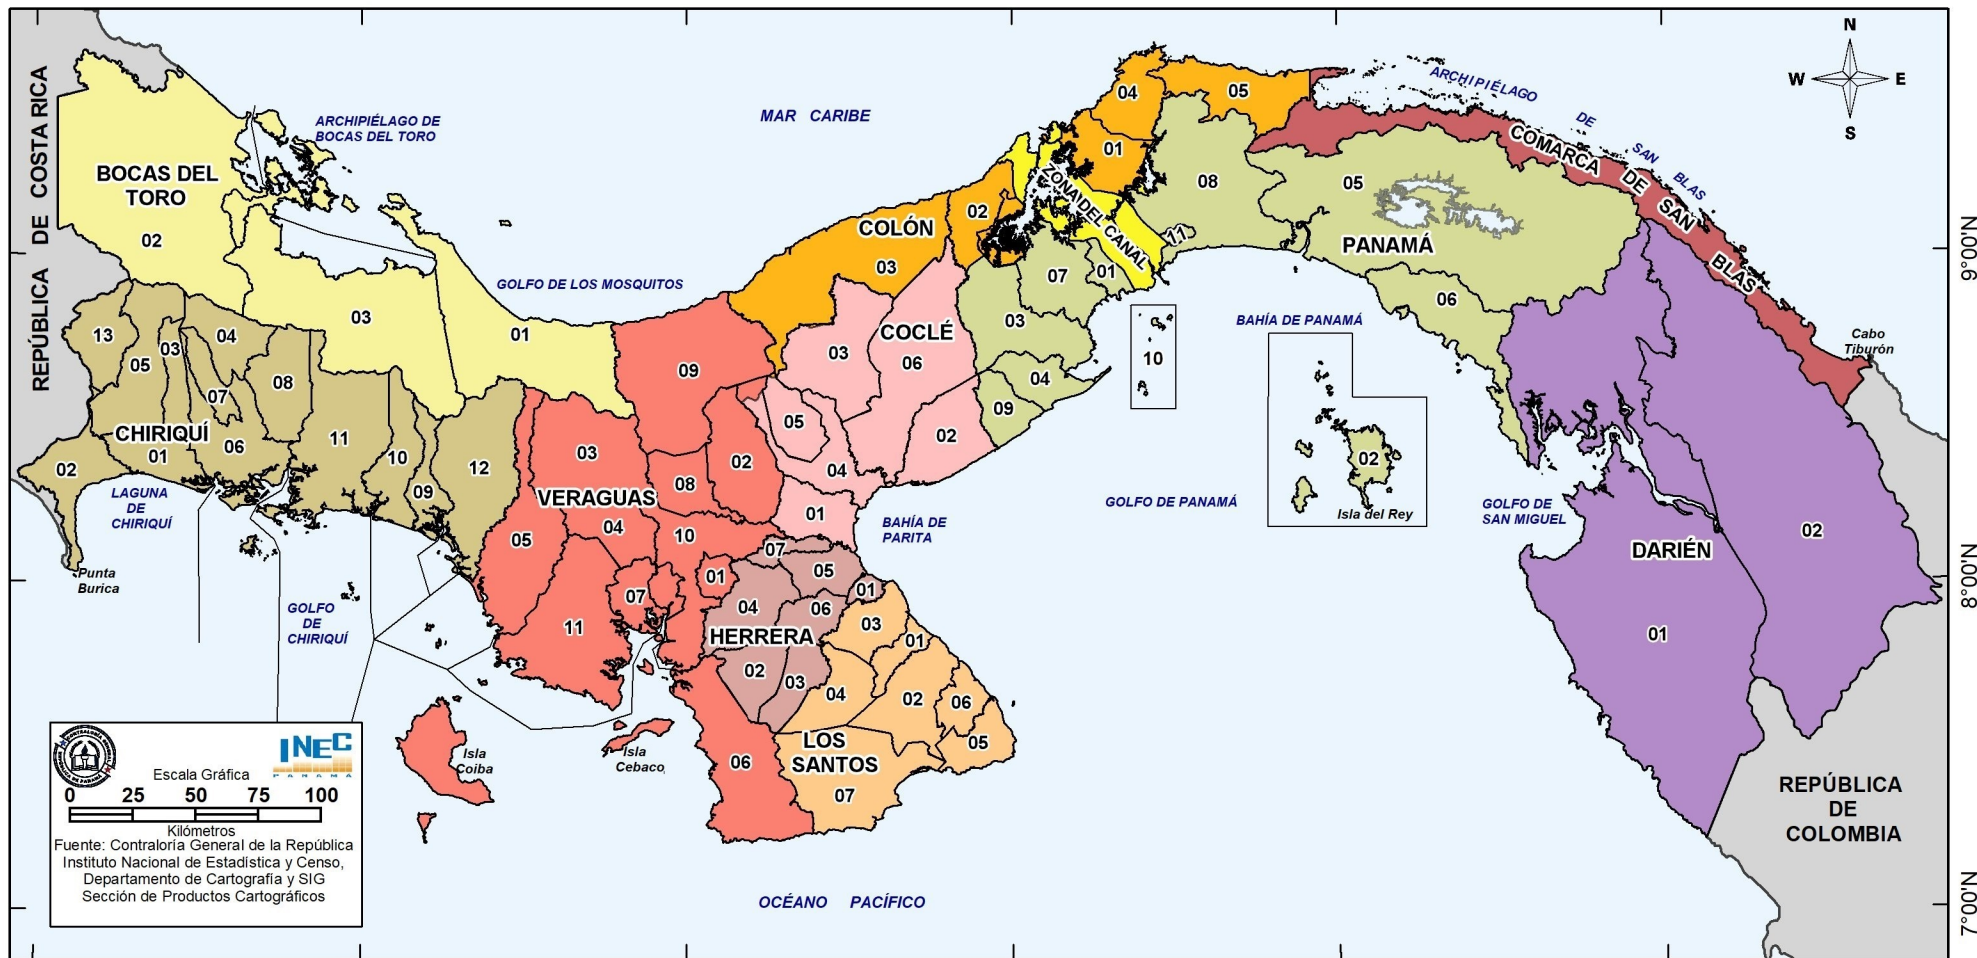 N
W E
S
MAR CARIBE
ARCHIPIÉLAGO
DE
SAN
BLAS
REPÚBLICA DE COSTA RICA
ARCHIPIÉLAGO DE
BOCAS DEL TORO
BOCAS DEL
TORO
02
03
01
GOLFO DE LOS MOSQUITOS
COLÓN
04
05
01
02
03
ZONA DEL CANAL
COMARCA DE SAN BLAS
PANAMÁ
08
05
11
07
01
03
06
04
09
10
02
Isla del Rey
BAHÍA DE PANAMÁ
GOLFO DE PANAMÁ
GOLFO DE
SAN MIGUEL
Cabo
Tiburón
9°00'N
8°00'N
7°00'N
COCLÉ
03
06
05
02
04
01
BAHÍA DE
PARITA
CHIRIQUÍ
13
05
03
04
07
08
06
01
02
11
10
09
12
LAGUNA
DE
CHIRIQUÍ
Punta
Burica
GOLFO
DE
CHIRIQUÍ
VERAGUAS
09
03
02
08
04
05
10
01
07
11
06
Isla
Coiba
Isla
Cebaco
HERRERA
07
05
01
04
06
02
03
LOS
SANTOS
03
01
04
02
06
05
07
DARIÉN
02
01
REPÚBLICA
DE
COLOMBIA
OCÉANO PACÍFICO
INEC
PANAMÁ
Escala Gráfica
0 25 50 75 100
Kilómetros
Fuente: Contraloría General de la República
Instituto Nacional de Estadística y Censo,
Departamento de Cartografía y SIG
Sección de Productos Cartográficos